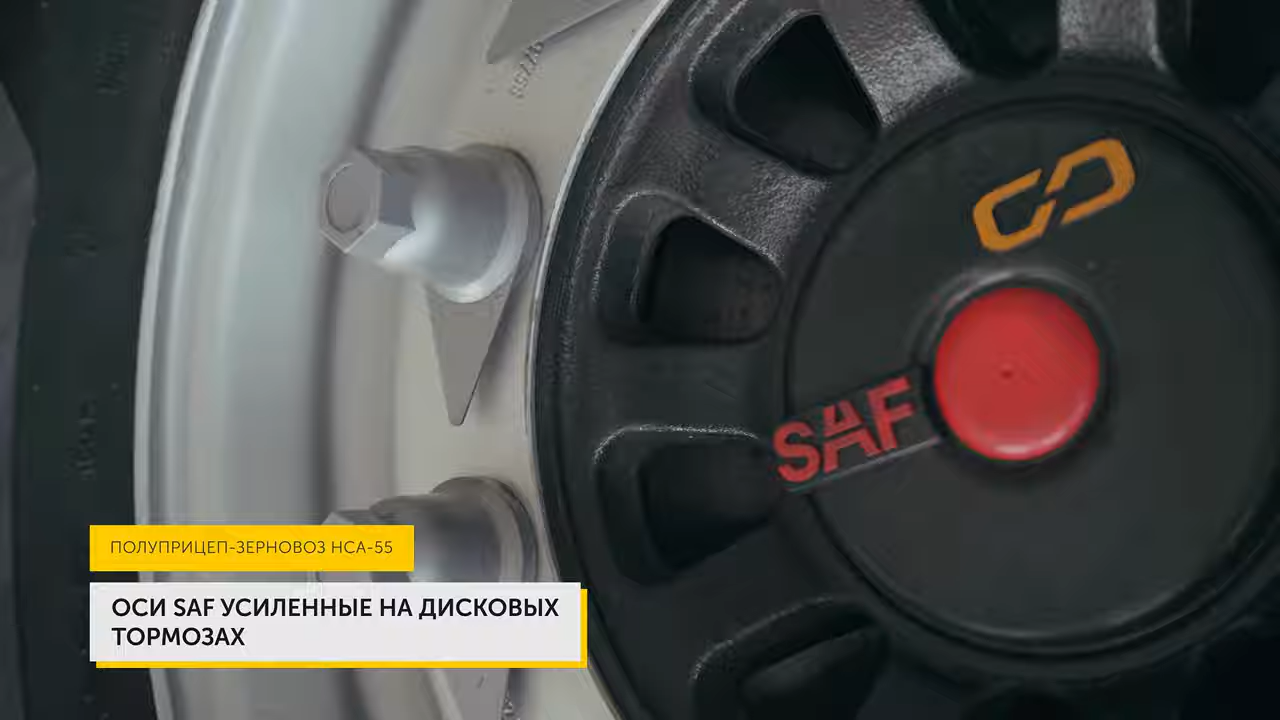 SAF
ПОЛУПРИЦЕП-ЗЕРНОВОЗ НСА-55
ОСИ SAF УСИЛЕННЫЕ НА ДИСКОВЫХ
ТОРМОЗАХ